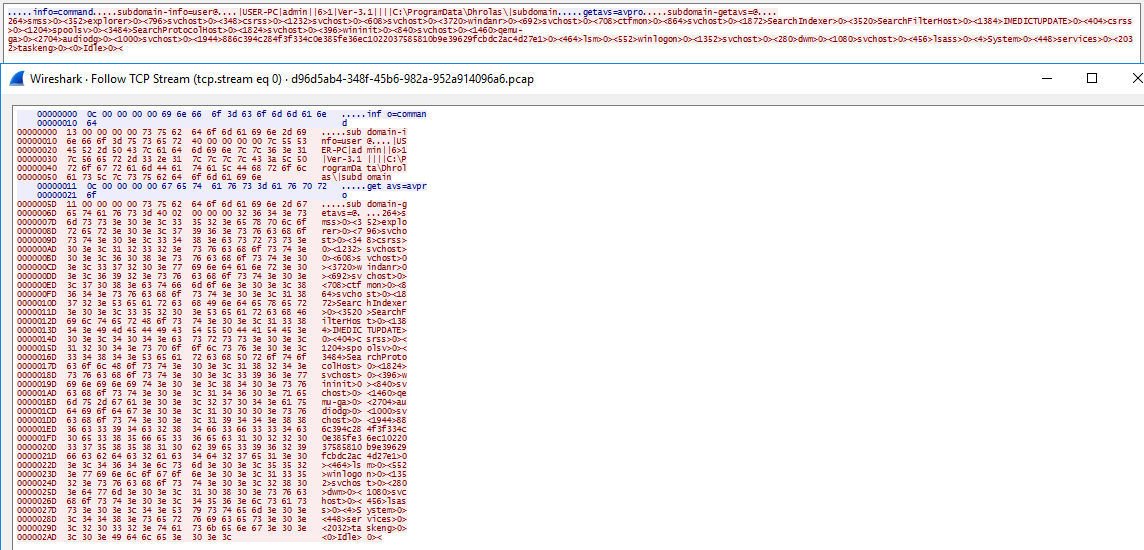 .....info=command.....subdomain-info=user@....|USER-PC|admin||6>1|Ver-3.1||||C:\ProgramData\Dhrolas\|subdomain.....getavs=avpro.....subdomain-getavs=@....
264>smss>0><352>explorer>0><796>svchost>0><348>csrss>0><1232>svchost>0><608>svchost>0><3720>windanr>0><692>svchost>0><708>ctfmon>0><864>svchost>0><1872>SearchIndexer>0><3520>SearchFilterHost>0><1384>IMEDICTUPDATE>0><404>csrss
>0><1204>spoolsv>0><3484>SearchProtocolHost>0><1824>svchost>0><396>wininit>0><840>svchost>0><1460>qemu-
ga>0><2704>audiodg>0><1000>svchost>0><1944>886c394c284f3f334c0e385fe36ec1022037585810b9e39629fcbdc2ac4d27e1>0><464>lsm>0><552>winlogon>0><1352>svchost>0><280>dwm>0><1080>svchost>0><456>lsass>0><4>System>0><448>services>0><203
2>taskeng>0><0>Idle>0><
Wireshark · Follow TCP Stream (tcp.stream eq 0) · d96d5ab4-348f-45b6-982a-952a914096a6.pcap
00000000 0c 00 00 00 00 69 6e 66 6f 3d 63 6f 6d 6d 61 6e .....inf o=comman
00000010 64 d
00000000 13 00 00 00 00 73 75 62 64 6f 6d 61 69 6e 2d 69 .....sub domain-i
00000010 6e 66 6f 3d 75 73 65 72 40 00 00 00 00 7c 55 53 nfo=user @....|US
00000020 45 52 2d 50 43 7c 61 64 6d 69 6e 7c 7c 36 3e 31 ER-PC|ad min||6>1
00000030 7c 56 65 72 2d 33 2e 31 7c 7c 7c 7c 43 3a 5c 50 |Ver-3.1 ||||C:\P
00000040 72 6f 67 72 61 6d 44 61 74 61 5c 44 68 72 6f 6c rogramDa ta\Dhrol
00000050 61 73 5c 7c 73 75 62 64 6f 6d 61 69 6e as\|subd omain
00000011 0c 00 00 00 00 67 65 74 61 76 73 3d 61 76 70 72 .....get avs=avpr
00000021 6f o
0000005D 11 00 00 00 00 73 75 62 64 6f 6d 61 69 6e 2d 67 .....sub domain-g
0000006D 65 74 61 76 73 3d 40 02 00 00 00 32 36 34 3e 73 etavs=@. ...264>s
0000007D 6d 73 73 3e 30 3e 3c 33 35 32 3e 65 78 70 6c 6f mss>0><3 52>explo
0000008D 72 65 72 3e 30 3e 3c 37 39 36 3e 73 76 63 68 6f rer>0><7 96>svcho
0000009D 73 74 3e 30 3e 3c 33 34 38 3e 63 73 72 73 73 3e st>0><34 8>csrss>
000000AD 30 3e 3c 31 32 33 32 3e 73 76 63 68 6f 73 74 3e 0><1232> svchost>
000000BD 30 3e 3c 36 30 38 3e 73 76 63 68 6f 73 74 3e 30 0><608>s vchost>0
000000CD 3e 3c 33 37 32 30 3e 77 69 6e 64 61 6e 72 3e 30 ><3720>w indanr>0
000000DD 3e 3c 36 39 32 3e 73 76 63 68 6f 73 74 3e 30 3e ><692>sv chost>0>
000000ED 3c 37 30 38 3e 63 74 66 6d 6f 6e 3e 30 3e 3c 38 <708>ctf mon>0><8
000000FD 36 34 3e 73 76 63 68 6f 73 74 3e 30 3e 3c 31 38 64>svcho st>0><18
0000010D 37 32 3e 53 65 61 72 63 68 49 6e 64 65 78 65 72 72>Searc hIndexer
0000011D 3e 30 3e 3c 33 35 32 30 3e 53 65 61 72 63 68 46 >0><3520 >SearchF
0000012D 69 6c 74 65 72 48 6f 73 74 3e 30 3e 3c 31 33 38 ilterHos t>0><138
0000013D 34 3e 49 4d 45 44 49 43 54 55 50 44 41 54 45 3e 4>IMEDIC TUPDATE>
0000014D 30 3e 3c 34 30 34 3e 63 73 72 73 73 3e 30 3e 3c 0><404>c srss>0><
0000015D 31 32 30 34 3e 73 70 6f 6f 6c 73 76 3e 30 3e 3c 1204>spo olsv>0><
0000016D 33 34 38 34 3e 53 65 61 72 63 68 50 72 6f 74 6f 3484>Sea rchProto
0000017D 63 6f 6c 48 6f 73 74 3e 30 3e 3c 31 38 32 34 3e colHost> 0><1824>
0000018D 73 76 63 68 6f 73 74 3e 30 3e 3c 33 39 36 3e 77 svchost> 0><396>w
0000019D 69 6e 69 6e 69 74 3e 30 3e 3c 38 34 30 3e 73 76 ininit>0 ><840>sv
000001AD 63 68 6f 73 74 3e 30 3e 3c 31 34 36 30 3e 71 65 chost>0> <1460>qe
000001BD 6d 75 2d 67 61 3e 30 3e 3c 32 37 30 34 3e 61 75 mu-ga>0> <2704>au
000001CD 64 69 6f 64 67 3e 30 3e 3c 31 30 30 30 3e 73 76 diodg>0> <1000>sv
000001DD 63 68 6f 73 74 3e 30 3e 3c 31 39 34 34 3e 38 38 chost>0> <1944>88
000001ED 36 63 33 39 34 63 32 38 34 66 33 66 33 33 34 63 6c394c28 4f3f334c
000001FD 30 65 33 38 35 66 65 33 36 65 63 31 30 32 32 30 0e385fe3 6ec10220
0000020D 33 37 35 38 35 38 31 30 62 39 65 33 39 36 32 39 37585810 b9e39629
0000021D 66 63 62 64 63 32 61 63 34 64 32 37 65 31 3e 30 fcbdc2ac 4d27e1>0
0000022D 3e 3c 34 36 34 3e 6c 73 6d 3e 30 3e 3c 35 35 32 ><464>ls m>0><552
0000023D 3e 77 69 6e 6c 6f 67 6f 6e 3e 30 3e 3c 31 33 35 >winlogo n>0><135
0000024D 32 3e 73 76 63 68 6f 73 74 3e 30 3e 3c 32 38 30 2>svchos t>0><280
0000025D 3e 64 77 6d 3e 30 3e 3c 31 30 38 30 3e 73 76 63 >dwm>0>< 1080>svc
0000026D 68 6f 73 74 3e 30 3e 3c 34 35 36 3e 6c 73 61 73 host>0>< 456>lsas
0000027D 73 3e 30 3e 3c 34 3e 53 79 73 74 65 6d 3e 30 3e s>0><4>S ystem>0>
0000028D 3c 34 34 38 3e 73 65 72 76 69 63 65 73 3e 30 3e <448>ser vices>0>
0000029D 3c 32 30 33 32 3e 74 61 73 6b 65 6e 67 3e 30 3e <2032>ta skeng>0>
000002AD 3c 30 3e 49 64 6c 65 3e 30 3e 3c <0>Idle> 0><